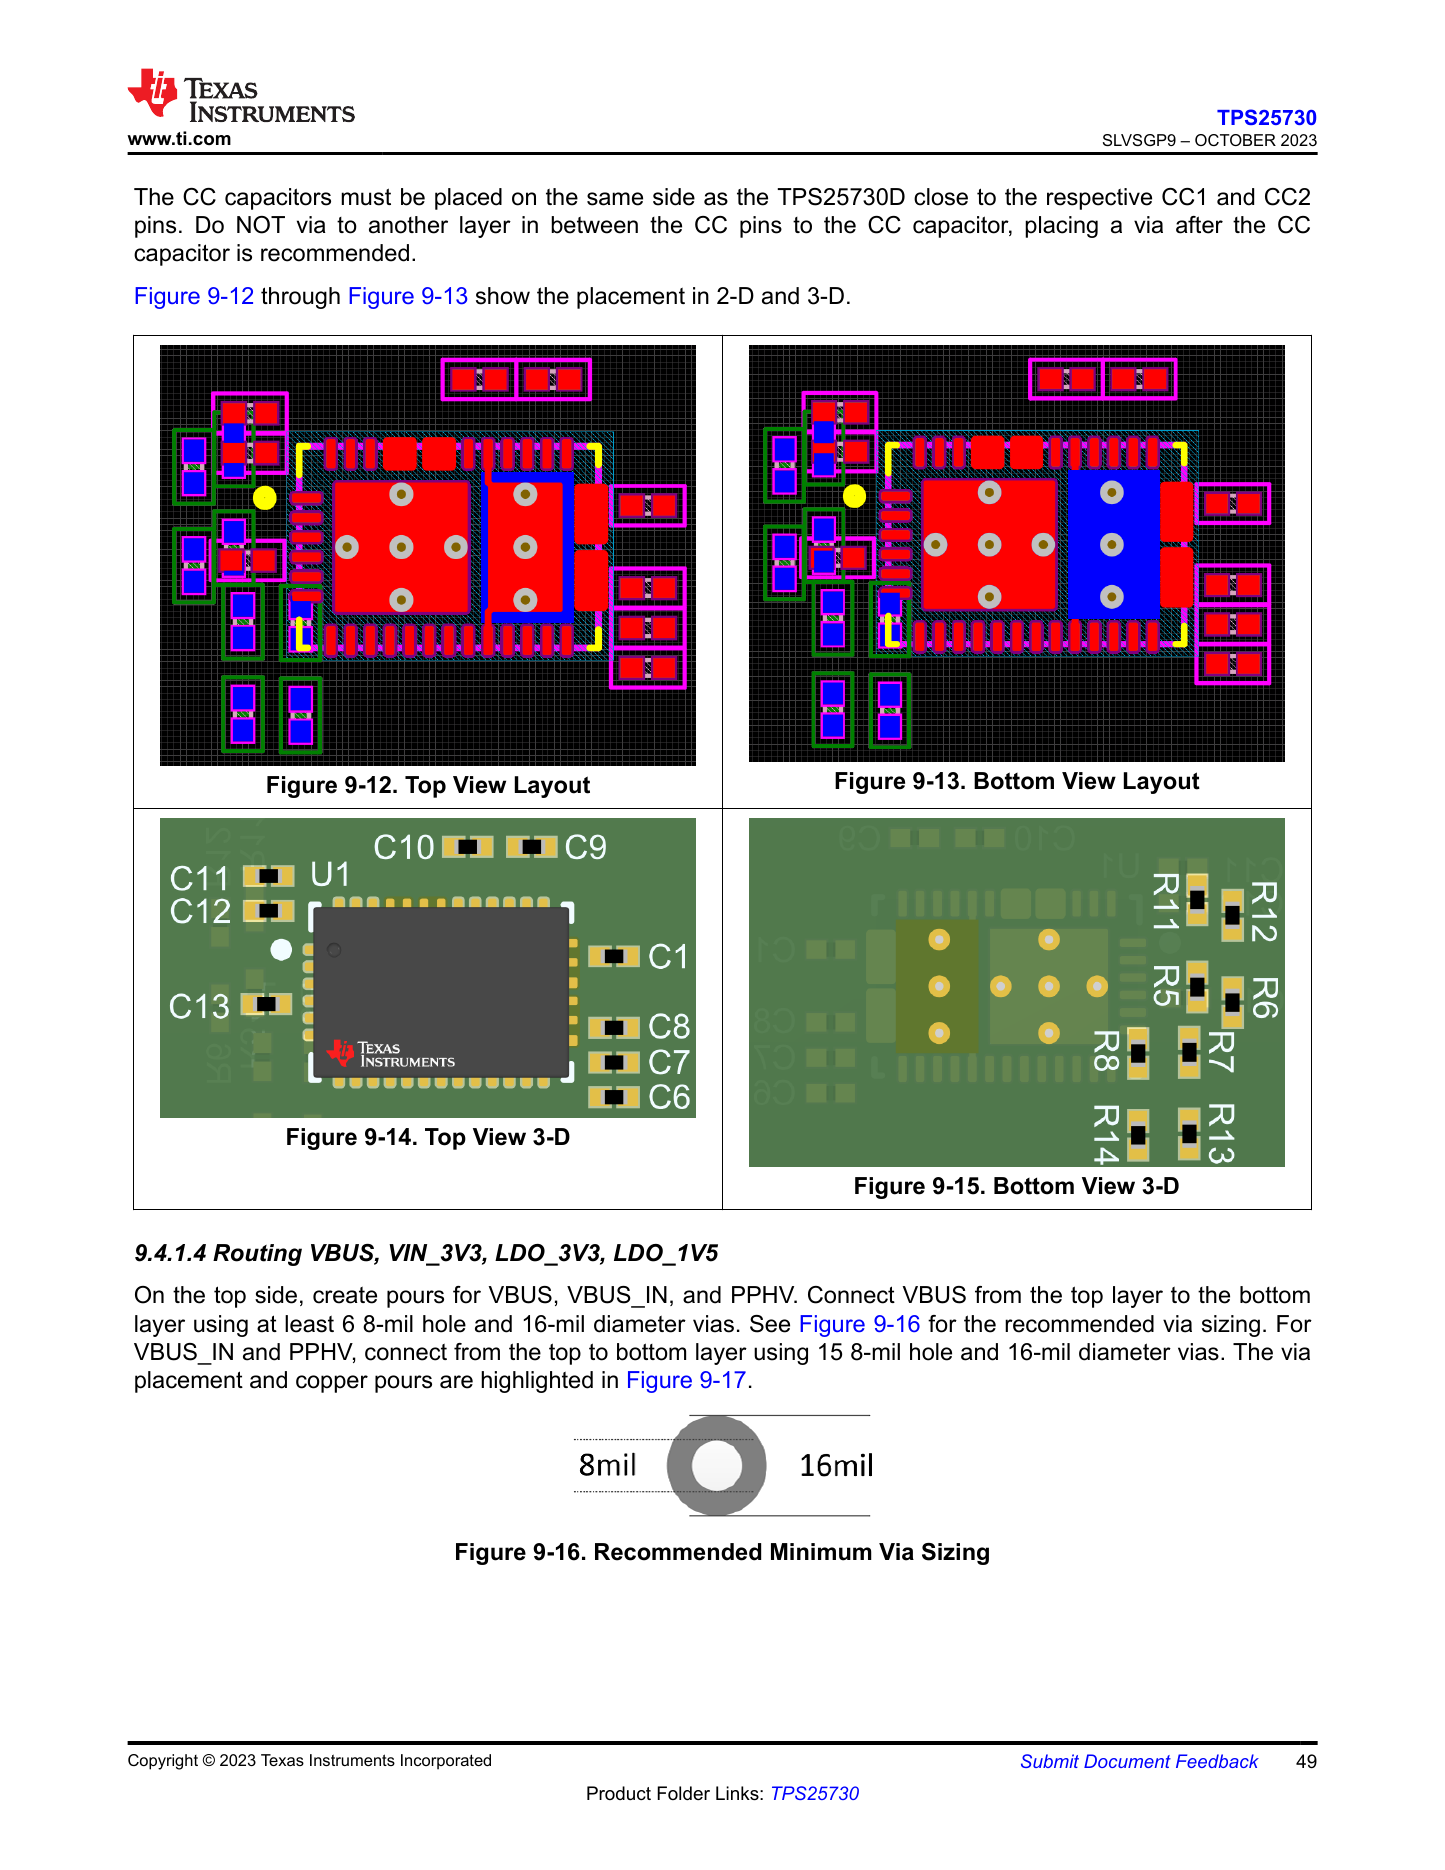 TEXAS
INSTRUMENTS
www.ti.com
TPS25730
SLVSGP9 – OCTOBER 2023
The CC capacitors must be placed on the same side as the TPS25730D close to the respective CC1 and CC2
pins. Do NOT via to another layer in between the CC pins to the CC capacitor, placing a via after the CC
capacitor is recommended.
Figure 9-12 through Figure 9-13 show the placement in 2-D and 3-D.
Figure 9-12. Top View Layout
Figure 9-13. Bottom View Layout
C10
C9
C11
U1
C12
C1
C13
C8
C7
C6
TEXAS
INSTRUMENTS
Figure 9-14. Top View 3-D
C9
C10
U1
C11
R11
R12
C1
R5
R6
C8
C7
R8
R7
C6
R14
R13
Figure 9-15. Bottom View 3-D
9.4.1.4 Routing VBUS, VIN_3V3, LDO_3V3, LDO_1V5
On the top side, create pours for VBUS, VBUS_IN, and PPHV. Connect VBUS from the top layer to the bottom
layer using at least 6 8-mil hole and 16-mil diameter vias. See Figure 9-16 for the recommended via sizing. For
VBUS_IN and PPHV, connect from the top to bottom layer using 15 8-mil hole and 16-mil diameter vias. The via
placement and copper pours are highlighted in Figure 9-17.
8mil
16mil
Figure 9-16. Recommended Minimum Via Sizing
Copyright © 2023 Texas Instruments Incorporated
Submit Document Feedback
49
Product Folder Links: TPS25730